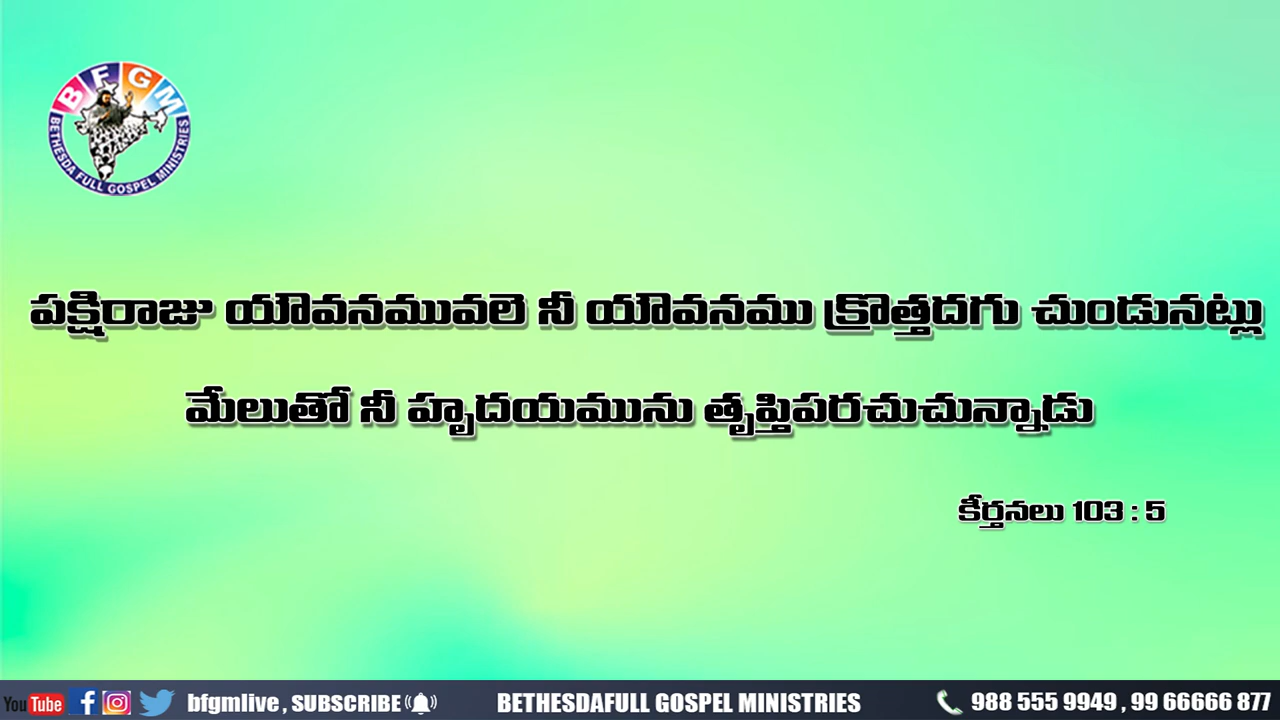 B F G M
BETHESDA FULL GOSPEL MINISTRIES
పక్షిరాజు యౌవనమువలె నీ యౌవనము క్రొత్తదగు చుండునట్లు
మేలుతో నీ హృదయమును తృప్తిపరచుచున్నాడు
కీర్తనలు 103 : 5
YouTube bfgmlive , SUBSCRIBE BETHESDAFULL GOSPEL MINISTRIES 988 555 9949 , 99 66666 877